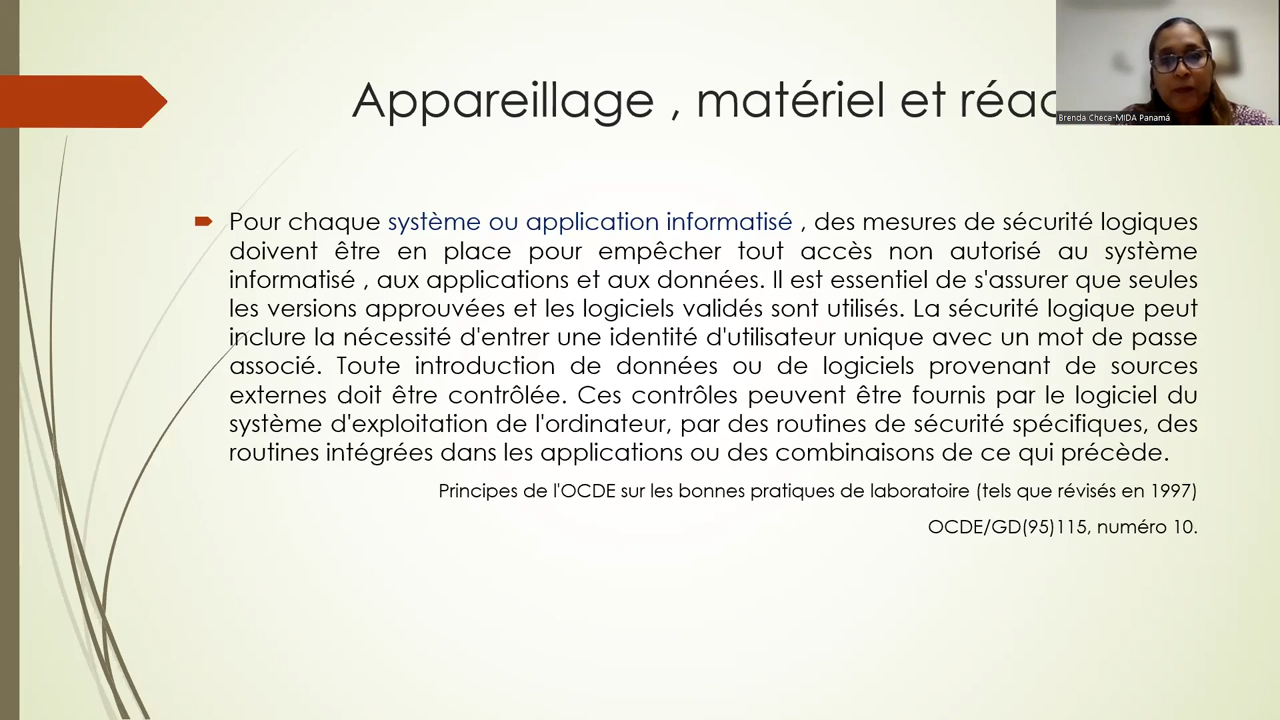 Appareillage , matériel et
Brenda Checa-MIDA Panamá
Pour chaque système ou application informatisé , des mesures de sécurité logiques
doivent être en place pour empêcher tout accès non autorisé au système
informatisé , aux applications et aux données. Il est essentiel de s'assurer que seules
les versions approuvées et les logiciels validés sont utilisés. La sécurité logique peut
inclure la nécessité d'entrer une identité d'utilisateur unique avec un mot de passe
associé. Toute introduction de données ou de logiciels provenant de sources
externes doit être contrôlée. Ces contrôles peuvent être fournis par le logiciel du
système d'exploitation de l'ordinateur, par des routines de sécurité spécifiques, des
routines intégrées dans les applications ou des combinaisons de ce qui précède.
Principes de l'OCDE sur les bonnes pratiques de laboratoire (tels que révisés en 1997)
OCDE/GD(95)115, numéro 10.